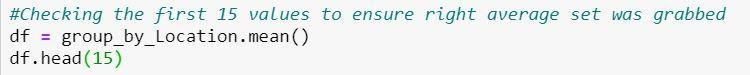 #Checking the first 15 values to ensure right average set was grabbed
df = group_by_Location.mean()
df.head(15)